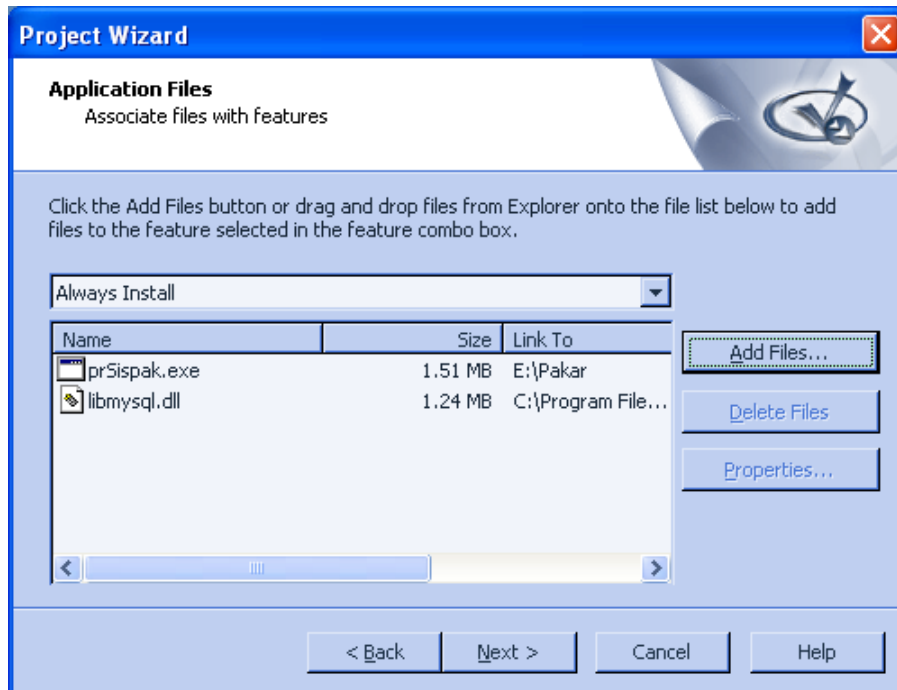 Project Wizard
Application Files
Associate files with features
Click the Add Files button or drag and drop files from Explorer onto the file list below to add
files to the feature selected in the feature combo box.
Always Install
Name Size Link To
prSispak.exe 1.51 MB E:\Pakar
libmysql.dll 1.24 MB C:\Program File...
Add Files...
Delete Files
Properties...
< Back Next > Cancel Help